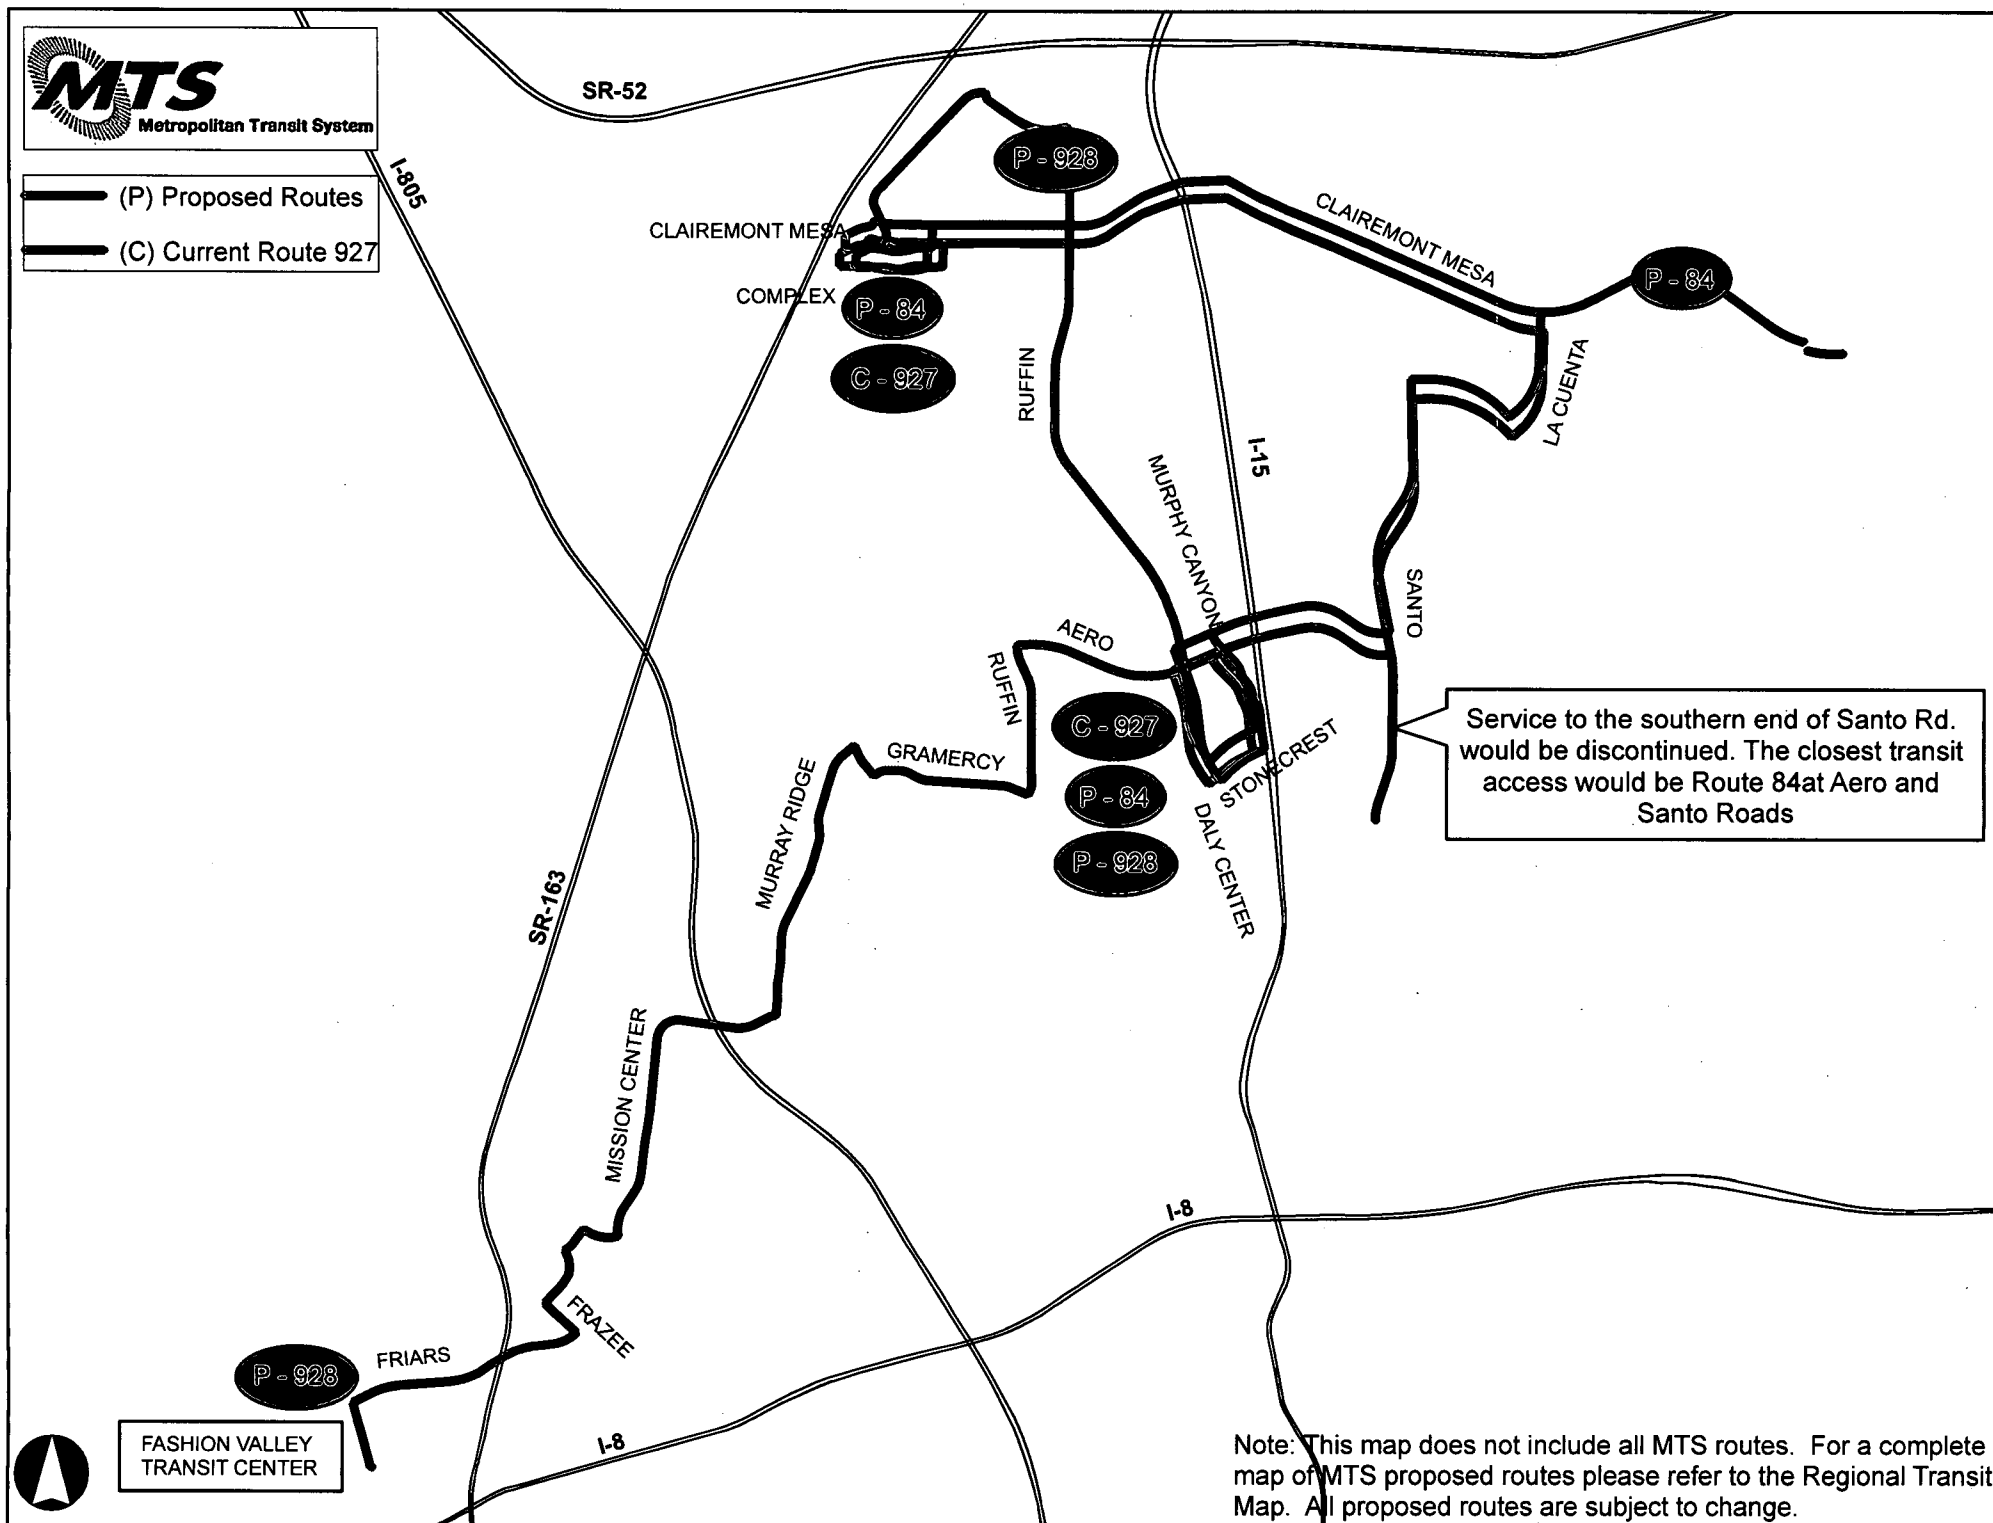 MTS
Metropolitan Transit System
(P) Proposed Routes
(C) Current Route 927
SR-52
I-805
P - 928
CLAIREMONT MESA
CLAIREMONT MESA
P - 84
COMPLEX
P - 84
C - 927
RUFFIN
LA CUENTA
I-15
MURPHY CANYON
SANTO
AERO
RUFFIN
C - 927
P - 84
P - 928
STONECREST
DALY CENTER
Service to the southern end of Santo Rd.
would be discontinued. The closest transit
access would be Route 84at Aero and
Santo Roads
GRAMERCY
MURRAY RIDGE
SR-163
MISSION CENTER
I-8
FRAZEE
FRIARS
P - 928
FASHION VALLEY
TRANSIT CENTER
I-8
Note: This map does not include all MTS routes. For a complete
map of MTS proposed routes please refer to the Regional Transit
Map. All proposed routes are subject to change.